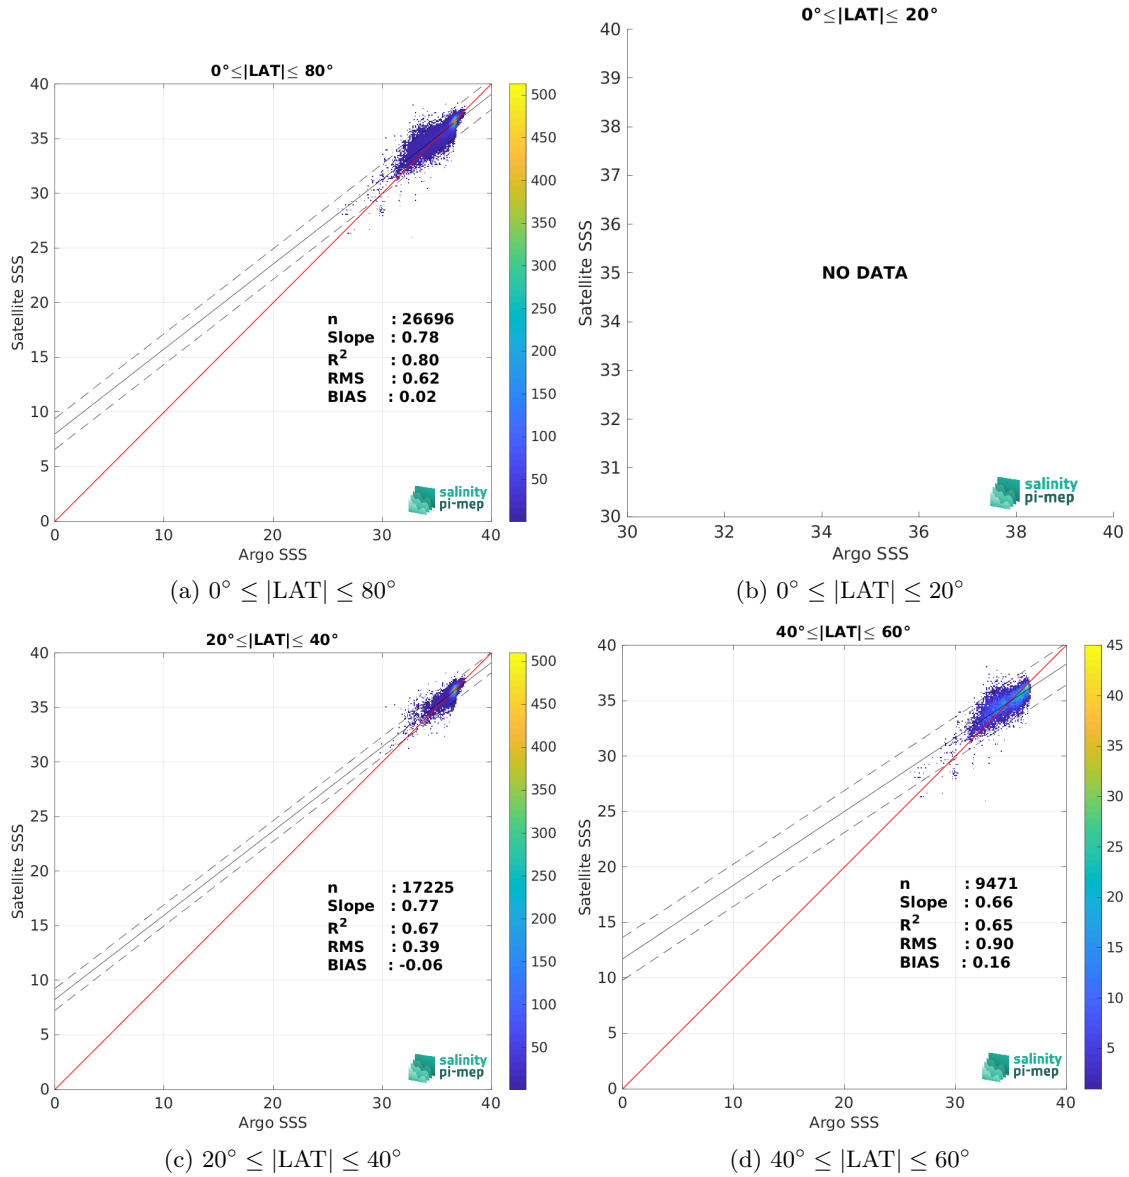 0°≤|LAT|≤ 80°
40
35
30
25
20
15
10
5
0
Satellite SSS
0
10
20
30
40
Argo SSS
n : 26696
Slope : 0.78
R² : 0.80
RMS : 0.62
BIAS : 0.02
salinity
pi-mep
500
450
400
350
300
250
200
150
100
50
(a) 0° ≤ |LAT| ≤ 80°
0°≤|LAT|≤ 20°
40
39
38
37
36
35
34
33
32
31
30
Satellite SSS
NO DATA
30
32
34
36
38
40
Argo SSS
salinity
pi-mep
(b) 0° ≤ |LAT| ≤ 20°
20°≤|LAT|≤ 40°
40
35
30
25
20
15
10
5
0
Satellite SSS
0
10
20
30
40
Argo SSS
n : 17225
Slope : 0.77
R² : 0.67
RMS : 0.39
BIAS : -0.06
salinity
pi-mep
500
450
400
350
300
250
200
150
100
50
(c) 20° ≤ |LAT| ≤ 40°
40°≤|LAT|≤ 60°
40
35
30
25
20
15
10
5
0
Satellite SSS
0
10
20
30
40
Argo SSS
n : 9471
Slope : 0.66
R² : 0.65
RMS : 0.90
BIAS : 0.16
salinity
pi-mep
45
40
35
30
25
20
15
10
5
(d) 40° ≤ |LAT| ≤ 60°